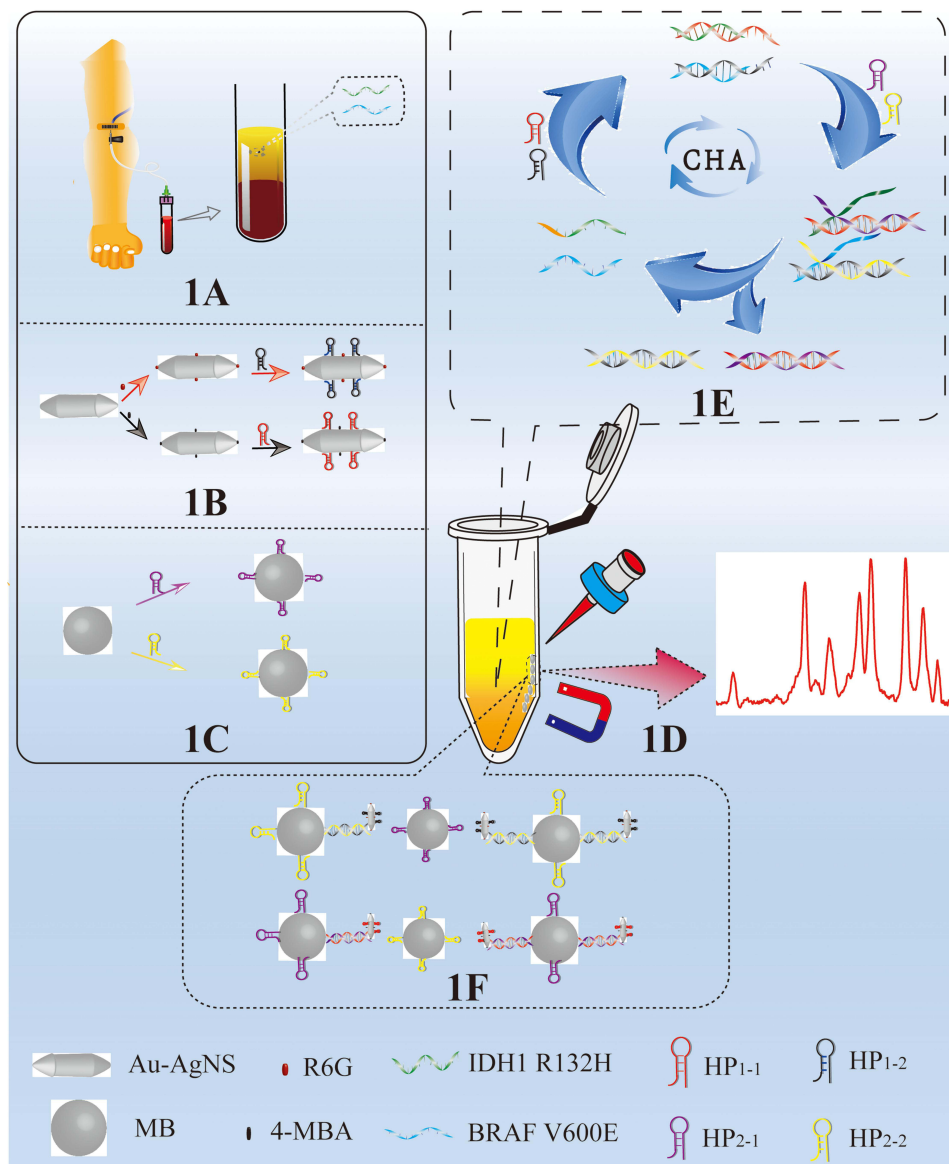 CHA
1A
1E
1B
1C
1D
1F
Au-AgNS
R6G
IDH1 R132H
HP1-1
HP1-2
MB
4-MBA
BRAF V600E
HP2-1
HP2-2